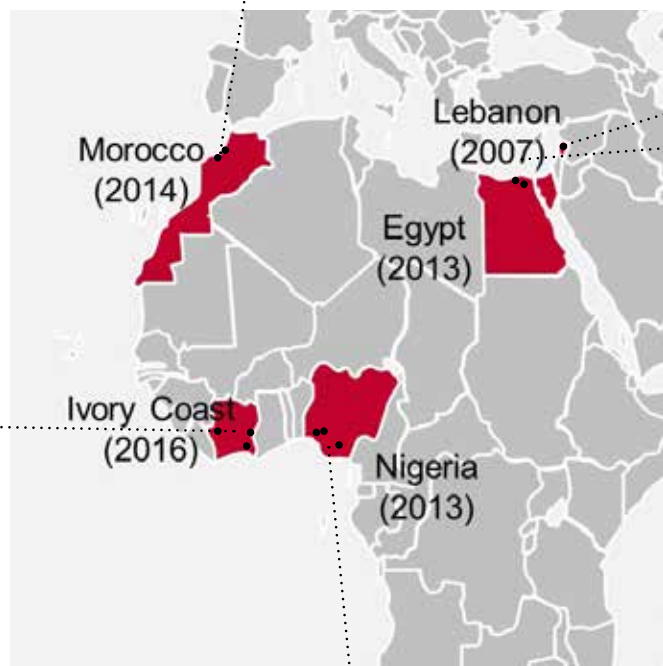 Lebanon
(2007)
Morocco
(2014)
Egypt
(2013)
Ivory Coast
(2016)
Nigeria
(2013)